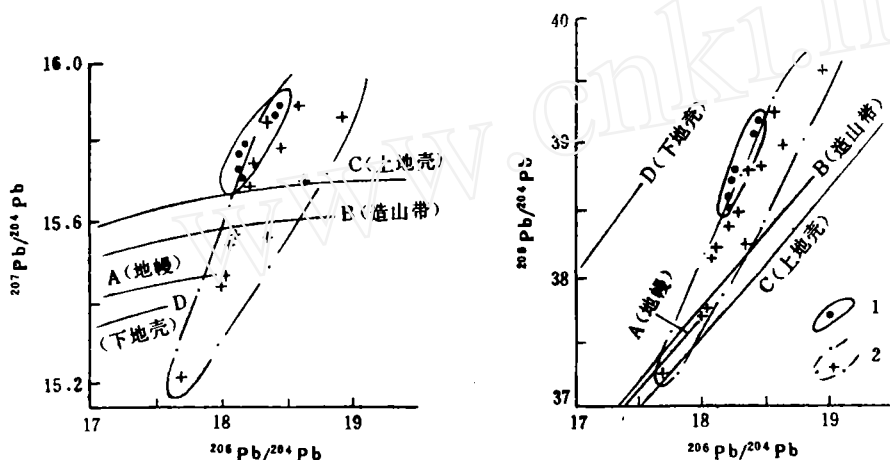 16.0
15.6
15.2
²⁰⁷Pb/²⁰⁴Pb
C(上地壳)
B(造山带)
A(地幔)
D
(下地壳)
17
18
19
²⁰⁶Pb/²⁰⁴Pb
40
39
38
37
²⁰⁸Pb/²⁰⁴Pb
D(下地壳)
B(造山带)
A(地幔)
C(上地壳)
1
2
17
18
19
²⁰⁶Pb/²⁰⁴Pb
www.cnki.n